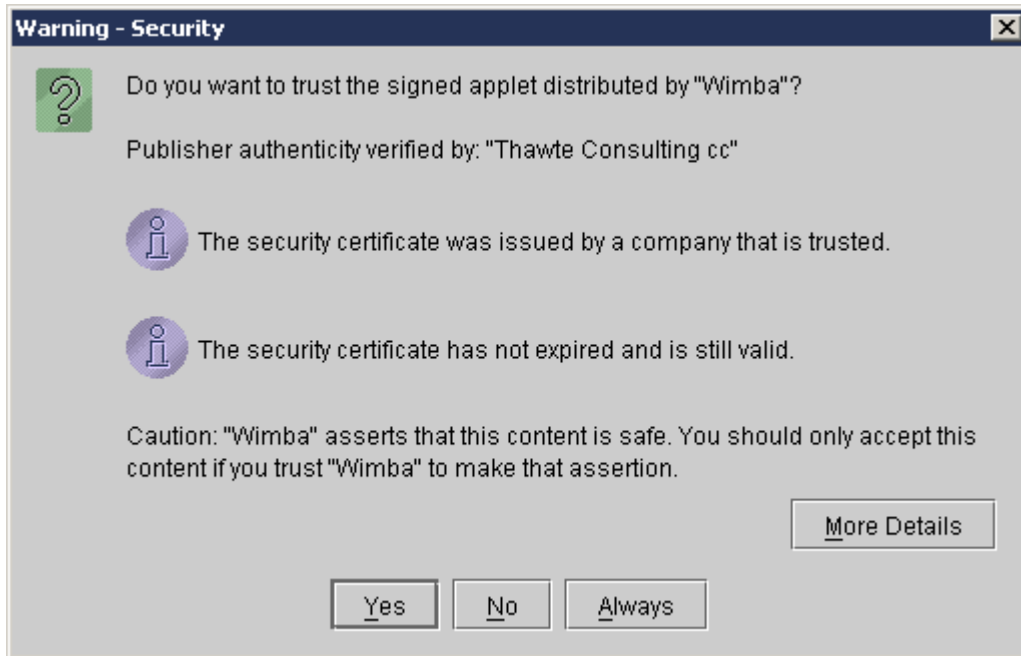 Warning - Security
Do you want to trust the signed applet distributed by "Wimba"?
Publisher authenticity verified by: "Thawte Consulting cc"
The security certificate was issued by a company that is trusted.
The security certificate has not expired and is still valid.
Caution: "Wimba" asserts that this content is safe. You should only accept this
content if you trust "Wimba" to make that assertion.
More Details
Yes No Always